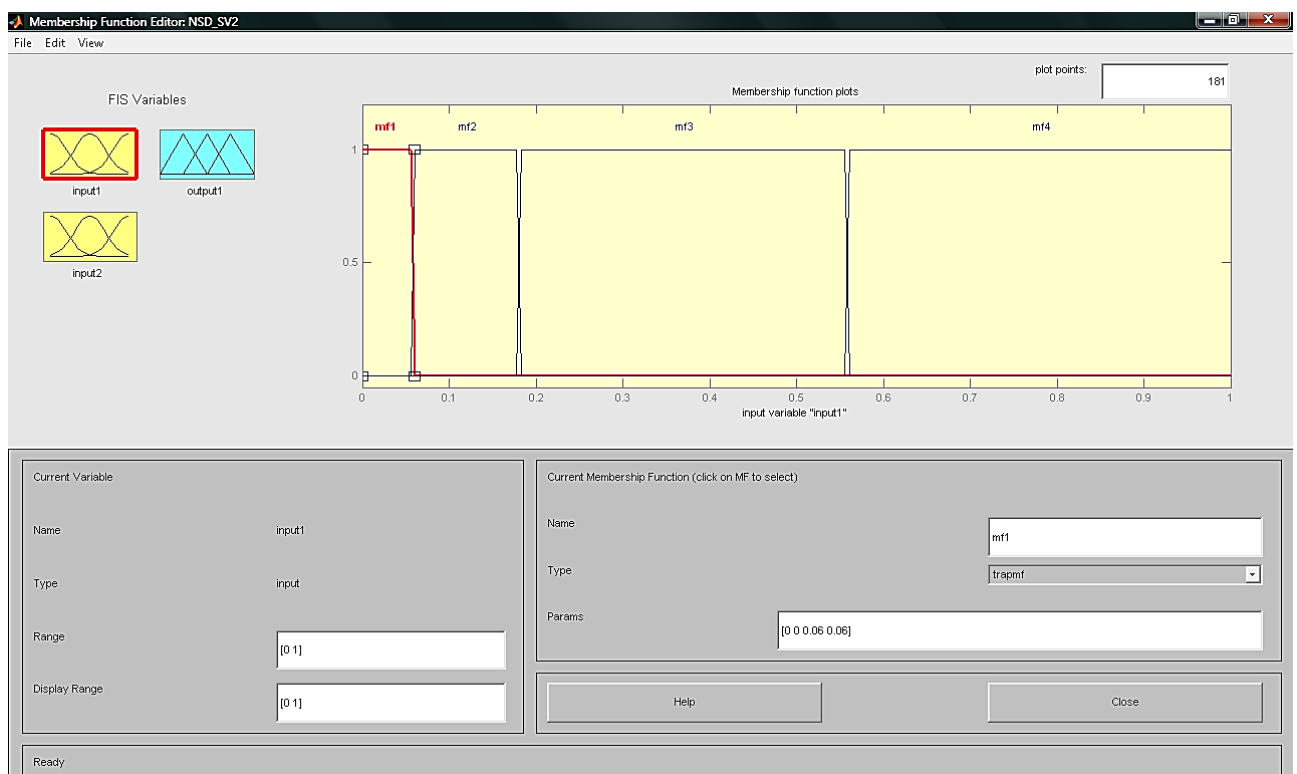 Membership Function Editor: NSD_SV2
File Edit View
FIS Variables
input1
output1
input2
plot points:
181
Membership function plots
mf1 mf2 mf3 mf4
1
0.5
0
0 0.1 0.2 0.3 0.4 0.5 0.6 0.7 0.8 0.9 1
input variable "input1"
Current Variable
Name input1
Type input
Range [0 1]
Display Range [0 1]
Current Membership Function (click on MF to select)
Name mf1
Type trapmf
Params [0 0 0.06 0.06]
Help Close
Ready